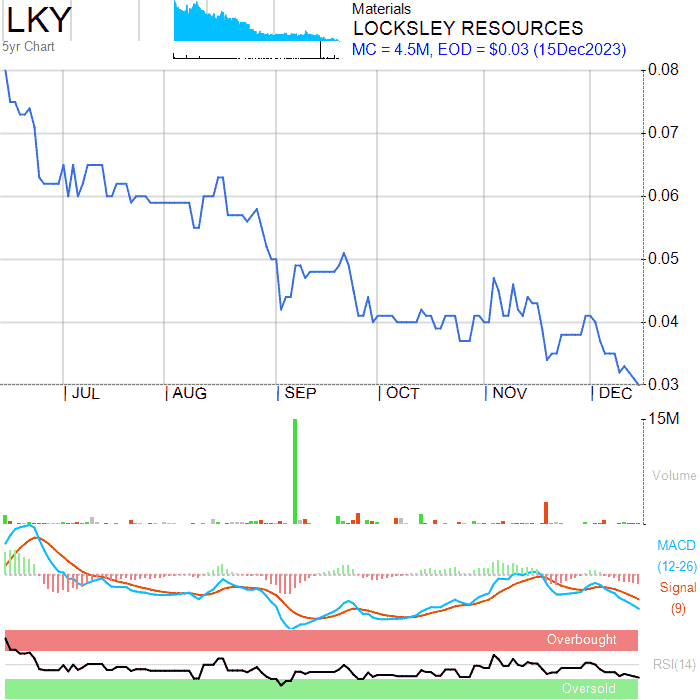 LKY
5yr Chart
Materials
LOCKSLEY RESOURCES
MC = 4.5M, EOD = $0.03 (15Dec2023)
0.08
0.07
0.06
0.05
0.04
0.03
JUL AUG SEP OCT NOV DEC
15M
Volume
MACD
(12-26)
Signal
(9)
Overbought
RSI(14)
Oversold